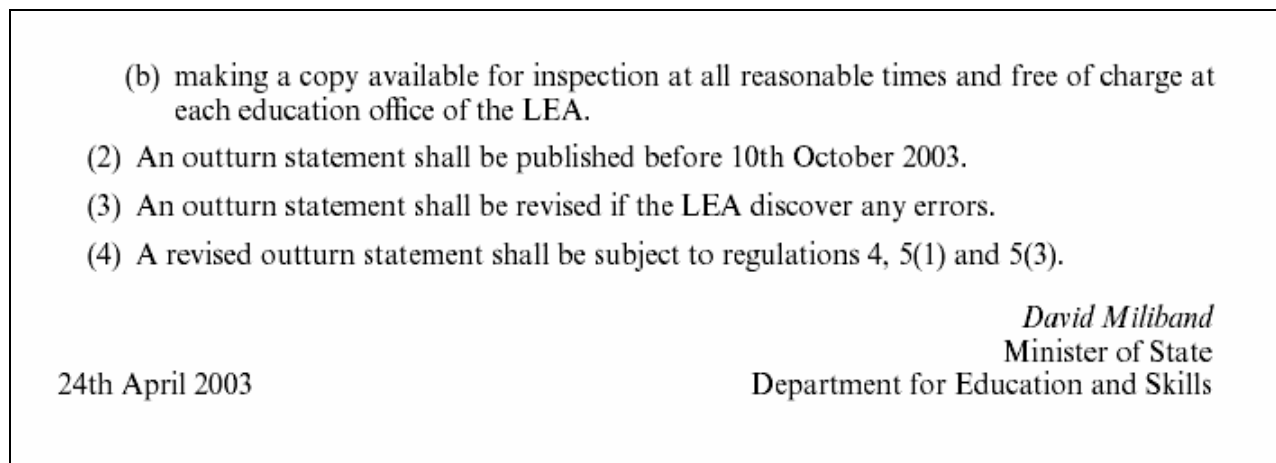 (b) making a copy available for inspection at all reasonable times and free of charge at
each education office of the LEA.
(2) An outturn statement shall be published before 10th October 2003.
(3) An outturn statement shall be revised if the LEA discover any errors.
(4) A revised outturn statement shall be subject to regulations 4, 5(1) and 5(3).
David Miliband
Minister of State
24th April 2003 Department for Education and Skills